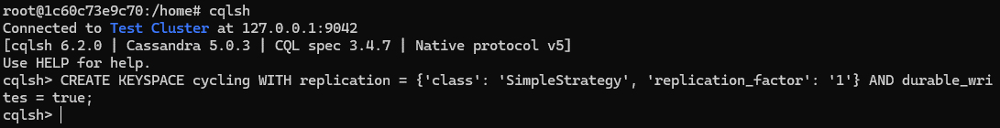 root@1c60c73e9c70:/home# cqlsh
Connected to Test Cluster at 127.0.0.1:9042
[cqlsh 6.2.0 | Cassandra 5.0.3 | CQL spec 3.4.7 | Native protocol v5]
Use HELP for help.
cqlsh> CREATE KEYSPACE cycling WITH replication = {'class': 'SimpleStrategy', 'replication_factor': '1'} AND durable_wri
tes = true;
cqlsh>